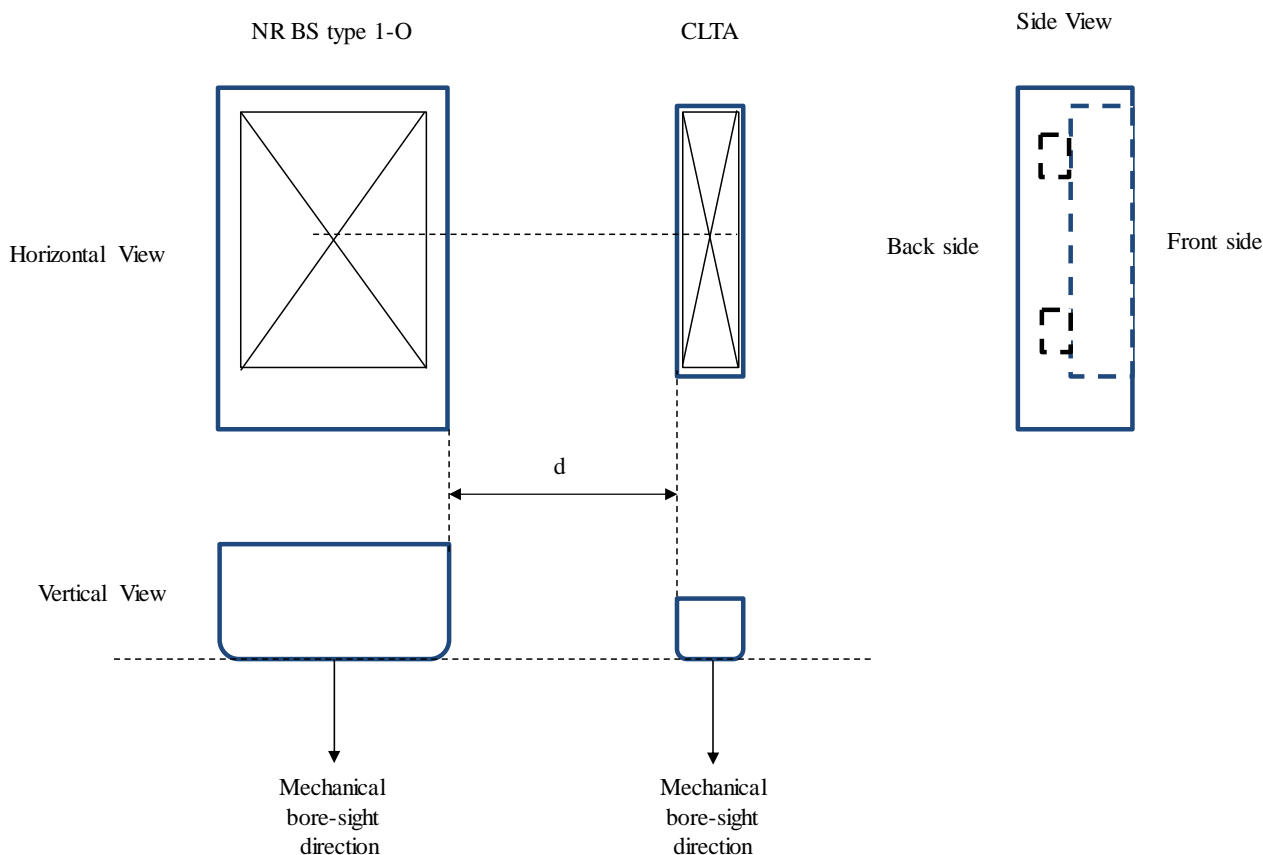 NR BS type 1-O
CLTA
Side View
Horizontal View
Back side
Front side
d
Vertical View
Mechanical
bore-sight
direction
Mechanical
bore-sight
direction